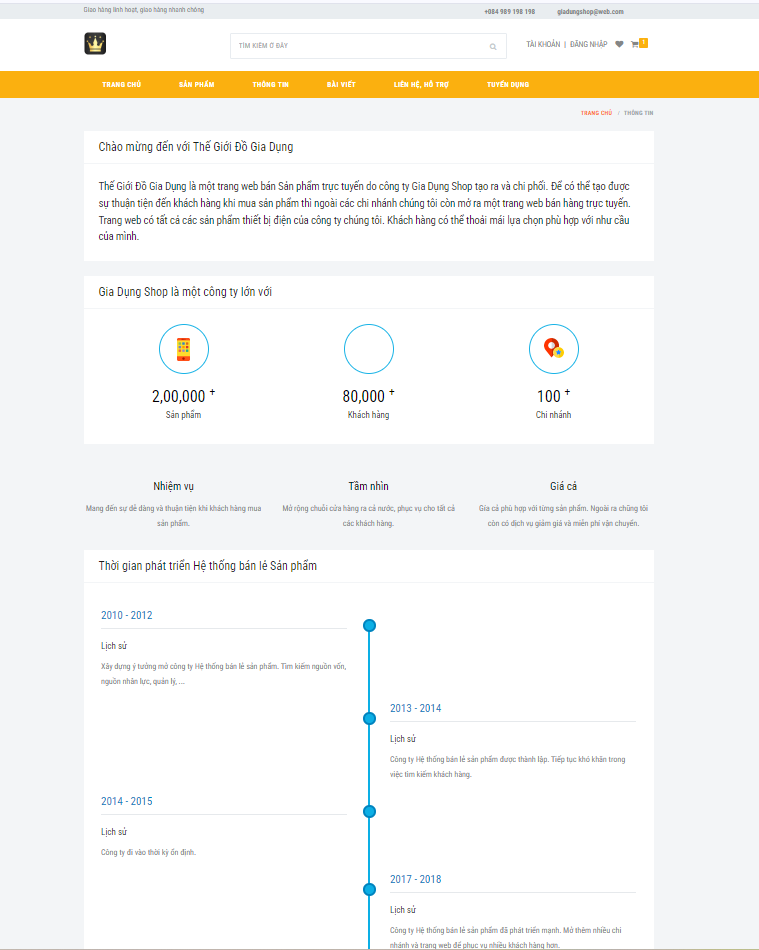 Giao hàng linh hoạt, giao hàng nhanh chóng
+084 989 198 198
giadungshop@web.com
TÌM KIẾM Ở ĐÂY
TÀI KHOẢN | ĐĂNG NHẬP
TRANG CHỦ
SẢN PHẨM
THÔNG TIN
BÀI VIẾT
LIÊN HỆ, HỖ TRỢ
TUYỂN DỤNG
TRANG CHỦ / THÔNG TIN
Chào mừng đến với Thế Giới Đồ Gia Dụng
Thế Giới Đồ Gia Dụng là một trang web bán Sản phẩm trực tuyến do công ty Gia Dụng Shop tạo ra và chi phối. Để có thể tạo được
sự thuận tiện đến khách hàng khi mua sản phẩm thì ngoài các chi nhánh chúng tôi còn mở ra một trang web bán hàng trực tuyến.
Trang web có tất cả các sản phẩm thiết bị điện của công ty chúng tôi. Khách hàng có thể thoải mái lựa chọn phù hợp với như cầu
của mình.
Gia Dụng Shop là một công ty lớn với
2,00,000 +
Sản phẩm
80,000 +
Khách hàng
100 +
Chi nhánh
Nhiệm vụ
Mang đến sự dễ dàng và thuận tiện khi khách hàng mua
sản phẩm.
Tầm nhìn
Mở rộng chuỗi cửa hàng ra cả nước, phục vụ cho tất cả
các khách hàng.
Giá cả
Gía cả phù hợp với từng sản phẩm. Ngoài ra chũng tôi
còn có dịch vụ giảm giá và miễn phí vận chuyển.
Thời gian phát triển Hệ thống bán lẻ Sản phẩm
2010 - 2012
Lịch sử
Xây dựng ý tưởng mở công ty Hệ thống bán lẻ sản phẩm. Tìm kiếm nguồn vốn,
nguồn nhân lực, quản lý, ...
2013 - 2014
Lịch sử
Công ty Hệ thống bán lẻ sản phẩm được thành lập. Tiếp tục khó khăn trong
việc tìm kiếm khách hàng.
2014 - 2015
Lịch sử
Công ty đi vào thời kỳ ổn định.
2017 - 2018
Lịch sử
Công ty Hệ thống bán lẻ sản phẩm đã phát triển mạnh. Mở thêm nhiều chi
nhánh và trang web để phục vụ nhiều khách hàng hơn.